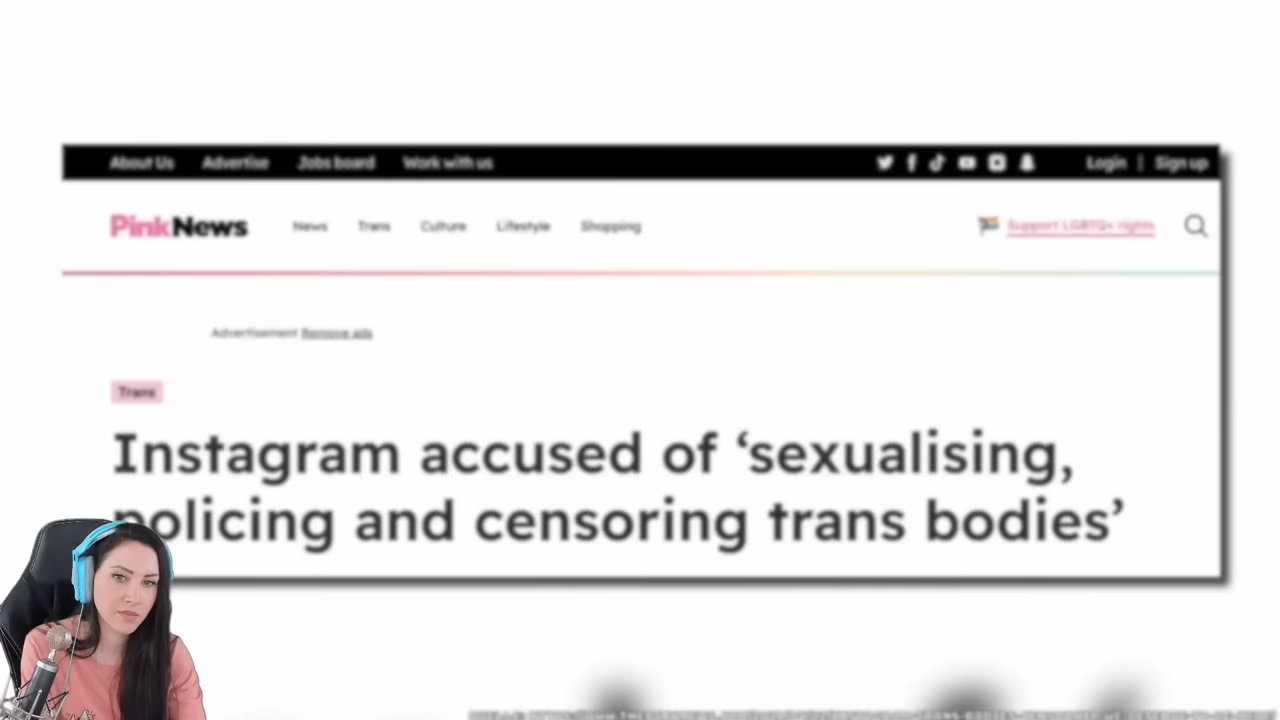 About Us Advertise Jobs board Work with us Login | Sign up
PinkNews News Trans Culture Lifestyle Shopping Support LGBTQ+ rights
Advertisement Remove ads
Trans
Instagram accused of ‘sexualising,
policing and censoring trans bodies’